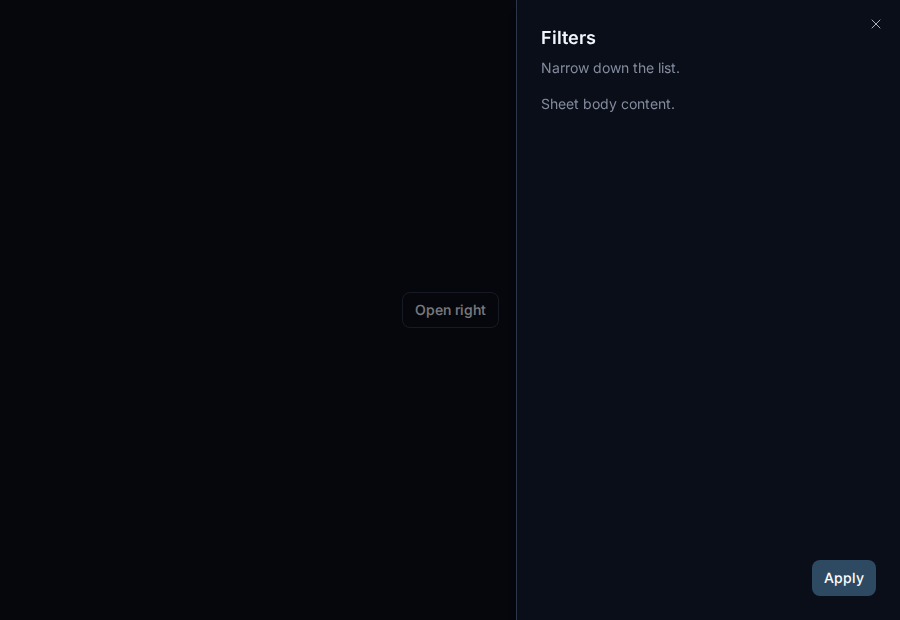 Filters
Narrow down the list.
Sheet body content.
Open right
Apply